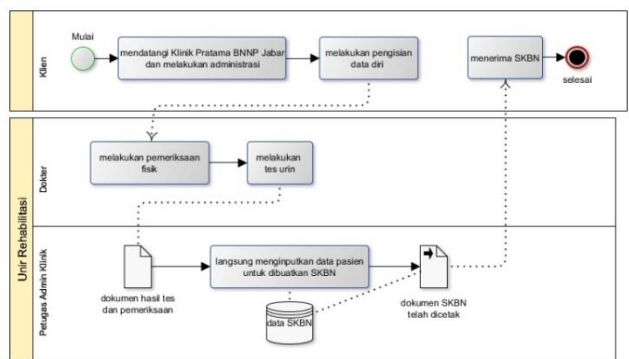 Mulai
Klien
mendatangi Klinik Pratama BNNP Jabar
dan melakukan administrasi
melakukan pengisian
data diri
menerima SKBN
selesai
Unir Rehabilitasi
Dokter
melakukan pemeriksaan
fisik
melakukan
tes urin
Petugas Admin Klinik
dokumen hasil tes
dan pemeriksaan
langsung menginputkan data pasien
untuk dibuatkan SKBN
data SKBN
dokumen SKBN
telah dicetak